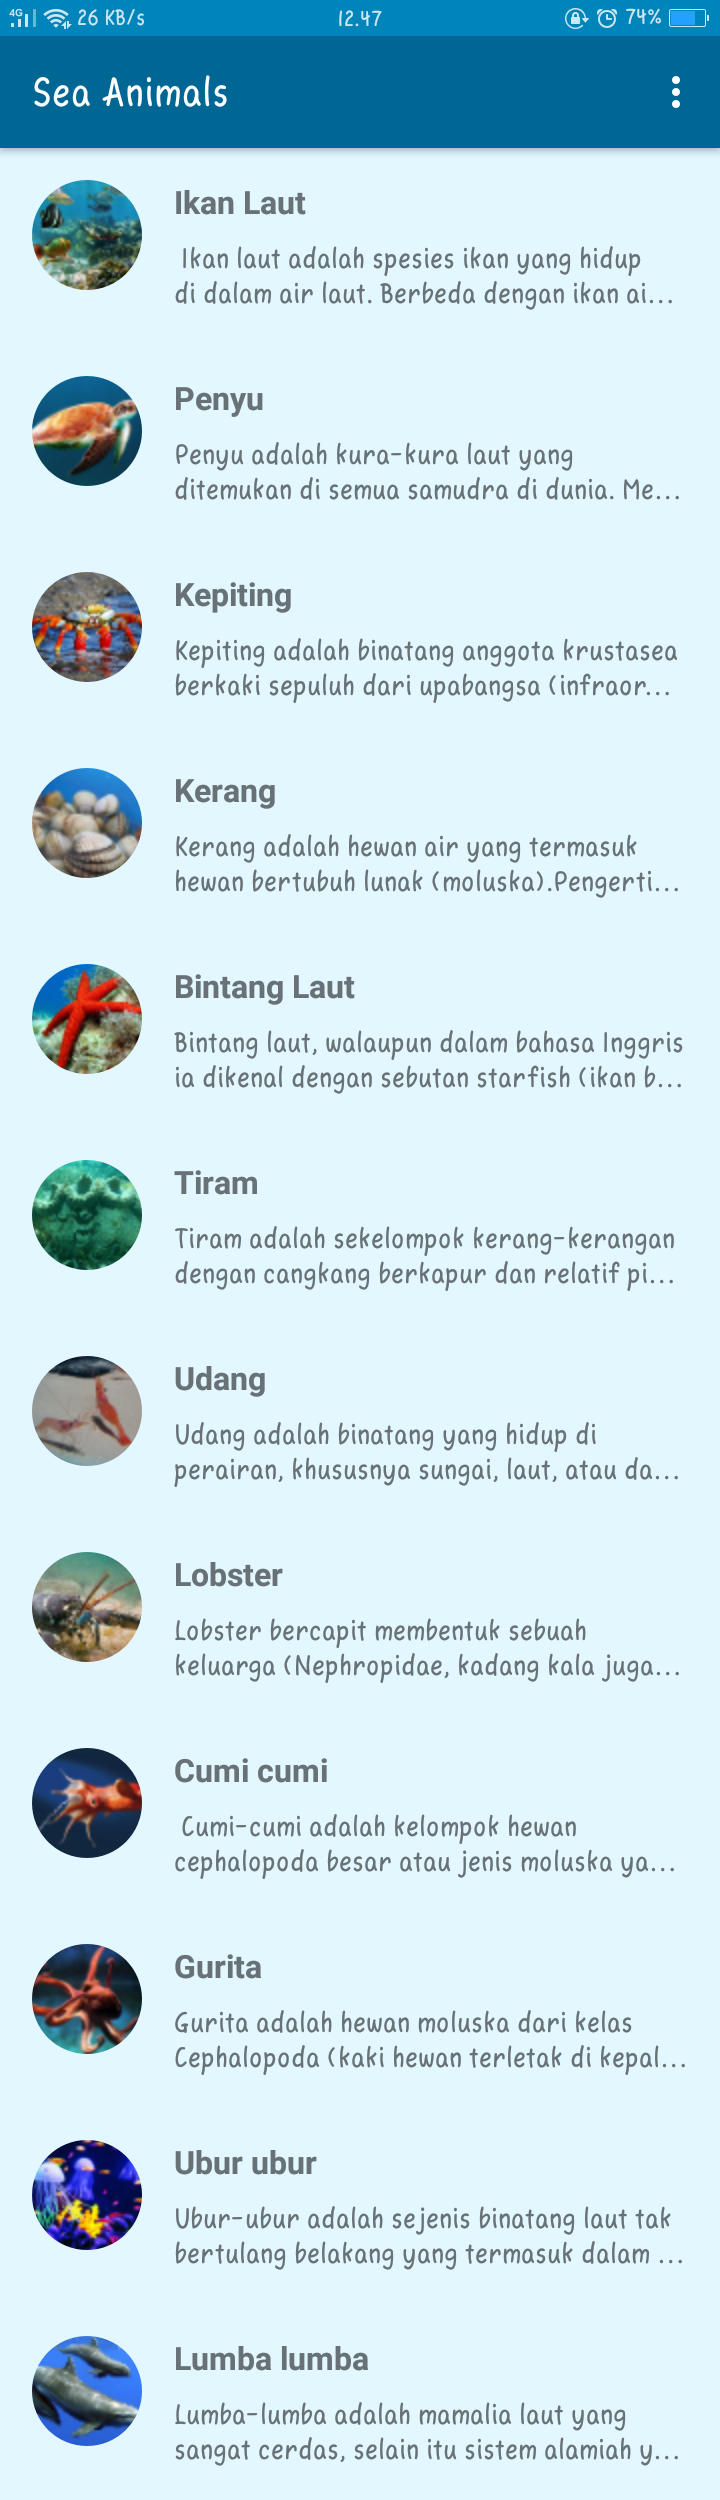 4G 26 KB/s 12.47 74%
Sea Animals
Ikan Laut
Ikan laut adalah spesies ikan yang hidup
di dalam air laut. Berbeda dengan ikan ai...
Penyu
Penyu adalah kura-kura laut yang
ditemukan di semua samudra di dunia. Me...
Kepiting
Kepiting adalah binatang anggota krustasea
berkaki sepuluh dari upabangsa (infraor...
Kerang
Kerang adalah hewan air yang termasuk
hewan bertubuh lunak (moluska).Pengerti...
Bintang Laut
Bintang laut, walaupun dalam bahasa Inggris
ia dikenal dengan sebutan starfish (ikan b...
Tiram
Tiram adalah sekelompok kerang-kerangan
dengan cangkang berkapur dan relatif pi...
Udang
Udang adalah binatang yang hidup di
perairan, khususnya sungai, laut, atau da...
Lobster
Lobster bercapit membentuk sebuah
keluarga (Nephropidae, kadang kala juga...
Cumi cumi
Cumi-cumi adalah kelompok hewan
cephalopoda besar atau jenis moluska ya...
Gurita
Gurita adalah hewan moluska dari kelas
Cephalopoda (kaki hewan terletak di kepal...
Ubur ubur
Ubur-ubur adalah sejenis binatang laut tak
bertulang belakang yang termasuk dalam ...
Lumba lumba
Lumba-lumba adalah mamalia laut yang
sangat cerdas, selain itu sistem alamiah y...